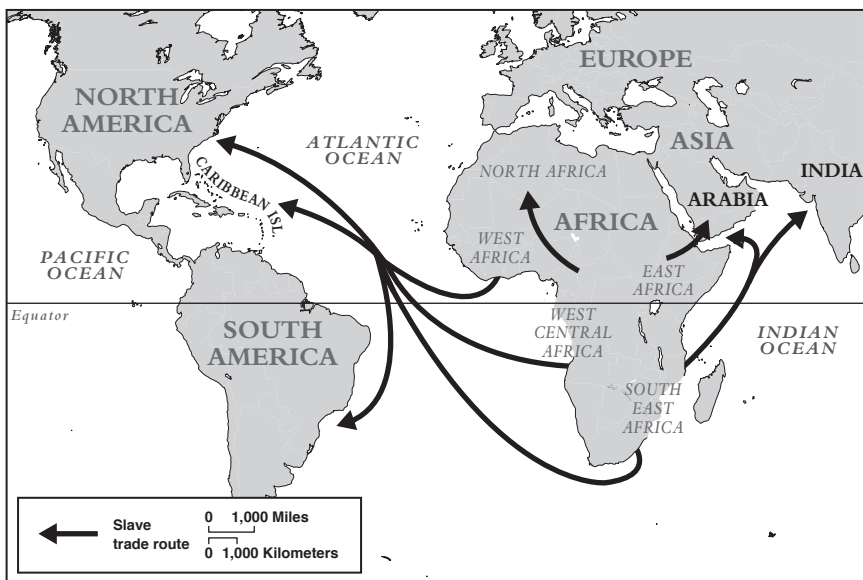 EUROPE
NORTH
AMERICA
ASIA
ATLANTIC
OCEAN
CARIBBEAN ISL.
NORTH AFRICA
INDIA
ARABIA
AFRICA
WEST
AFRICA
PACIFIC
OCEAN
EAST
AFRICA
Equator
SOUTH
AMERICA
WEST
CENTRAL
AFRICA
INDIAN
OCEAN
SOUTH
EAST
AFRICA
Slave
trade route
0 1,000 Miles
0 1,000 Kilometers